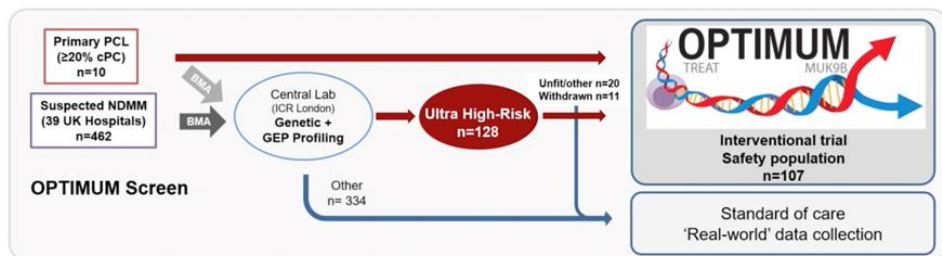 Primary PCL
(≥20% cPC)
n=10
BMA
Suspected NDMM
(39 UK Hospitals)
n=462
BMA
Central Lab
(ICR London)
Genetic +
GEP Profiling
Ultra High-Risk
n=128
Unfit/other n=20
Withdrawn n=11
OPTIMUM
TREAT
MUK9B
Interventional trial
Safety population
n=107
OPTIMUM Screen
Other
n= 334
Standard of care
'Real-world' data collection